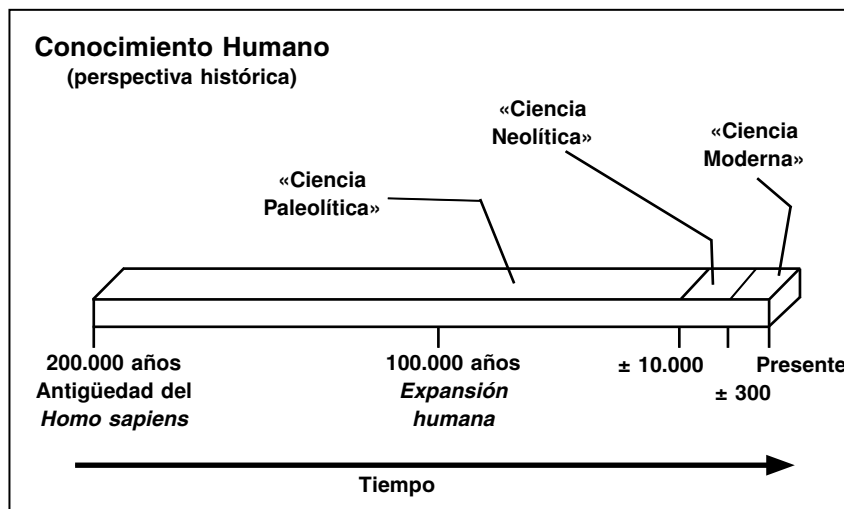 Conocimiento Humano
(perspectiva histórica)
«Ciencia
Neolítica»
«Ciencia
Moderna»
«Ciencia
Paleolítica»
200.000 años
Antigüedad del
Homo sapiens
100.000 años
Expansión
humana
± 10.000
± 300
Presente
Tiempo